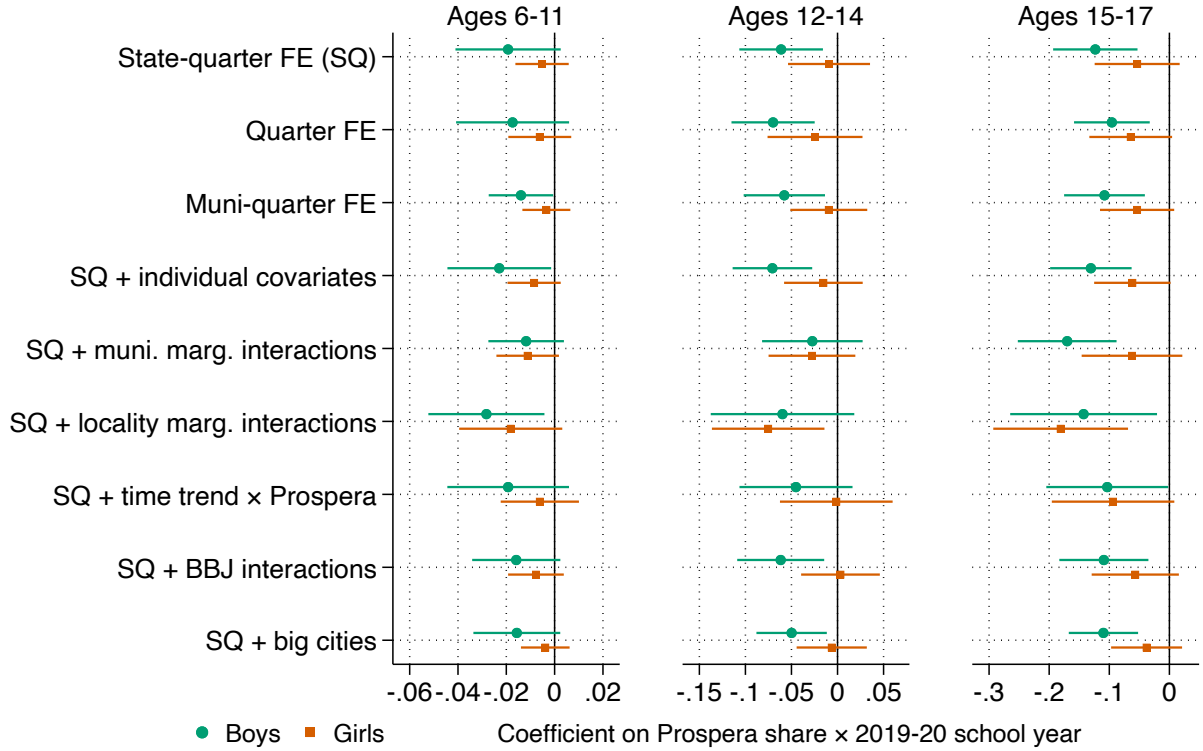 Ages 6-11 Ages 12-14 Ages 15-17
State-quarter FE (SQ)
Quarter FE
Muni-quarter FE
SQ + individual covariates
SQ + muni. marg. interactions
SQ + locality marg. interactions
SQ + time trend × Prospera
SQ + BBJ interactions
SQ + big cities
-.06 -.04 -.02 0 .02 -.15 -.1 -.05 0 .05 -.3 -.2 -.1 0
Boys Girls Coefficient on Prospera share × 2019-20 school year